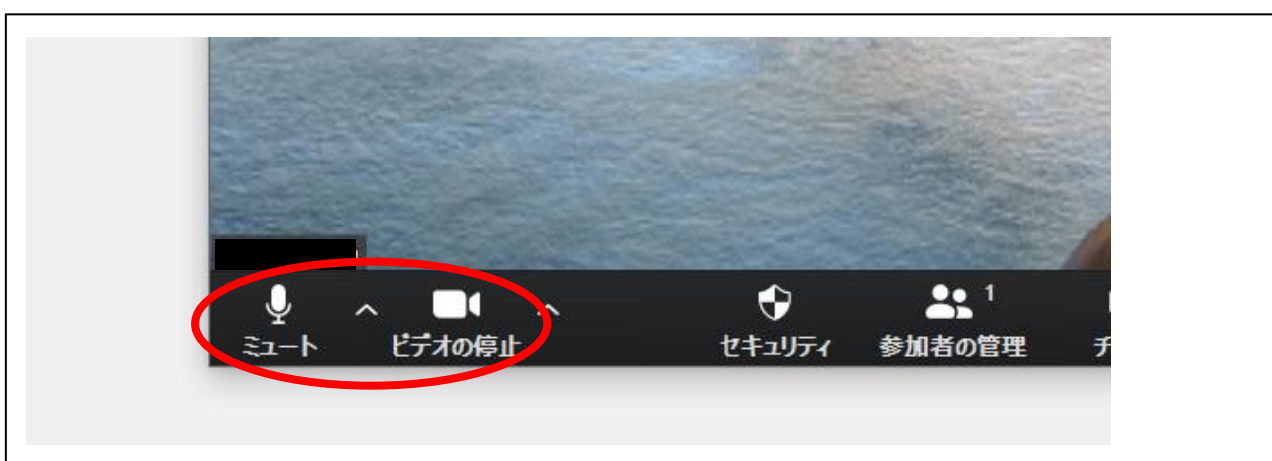 1
ミュート
ビデオの停止
セキュリティ
参加者の管理